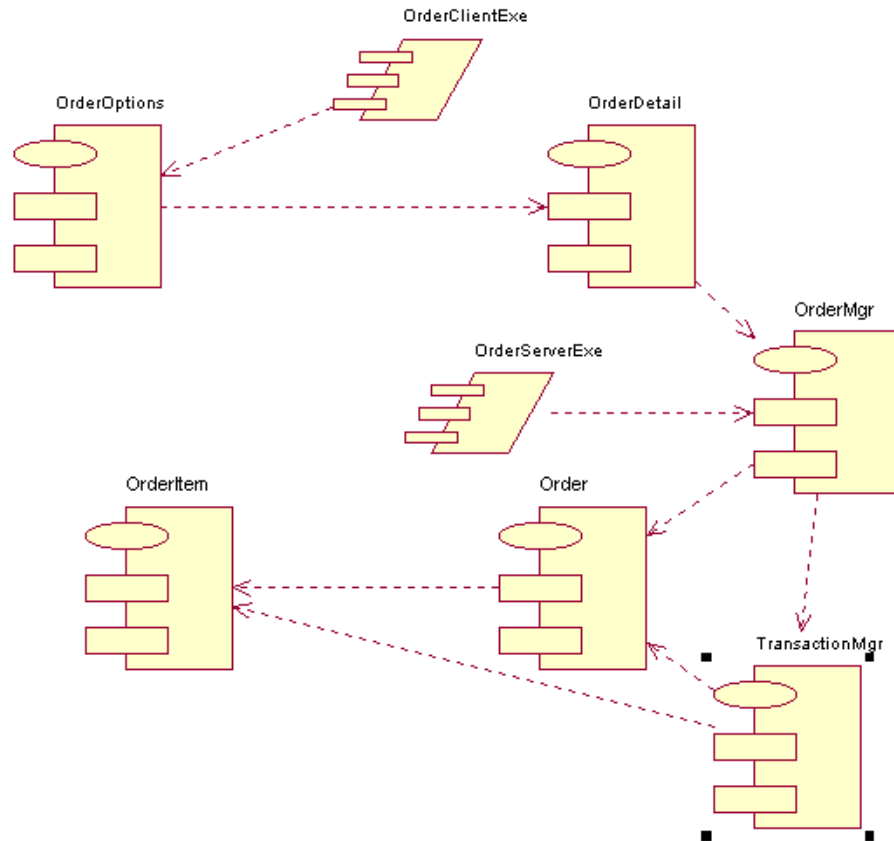 OrderClientExe
OrderOptions
OrderDetail
OrderMgr
OrderServerExe
OrderItem
Order
TransactionMgr